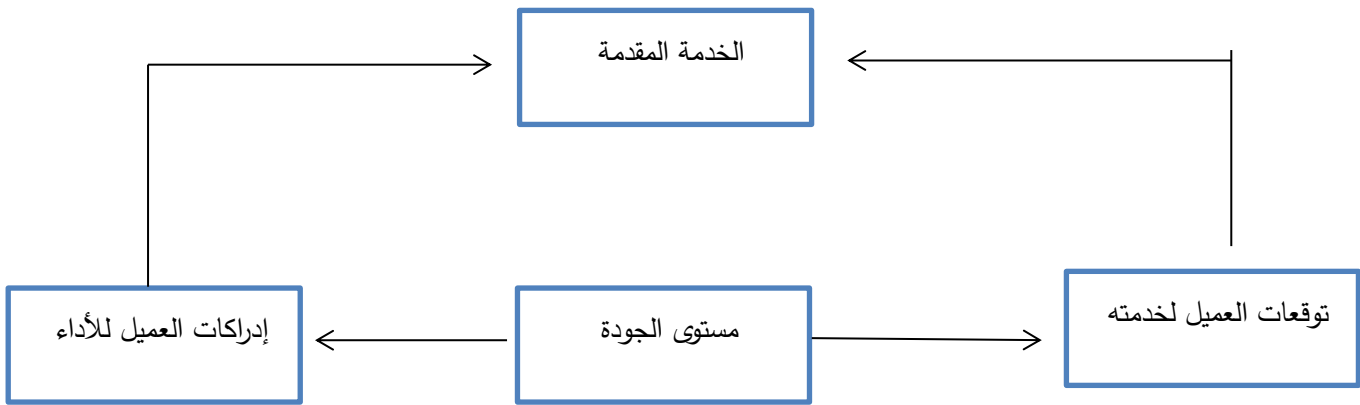 الخدمة المقدمة
توقعات العميل لخدمته
مستوى الجودة
إدراكات العميل للأداء